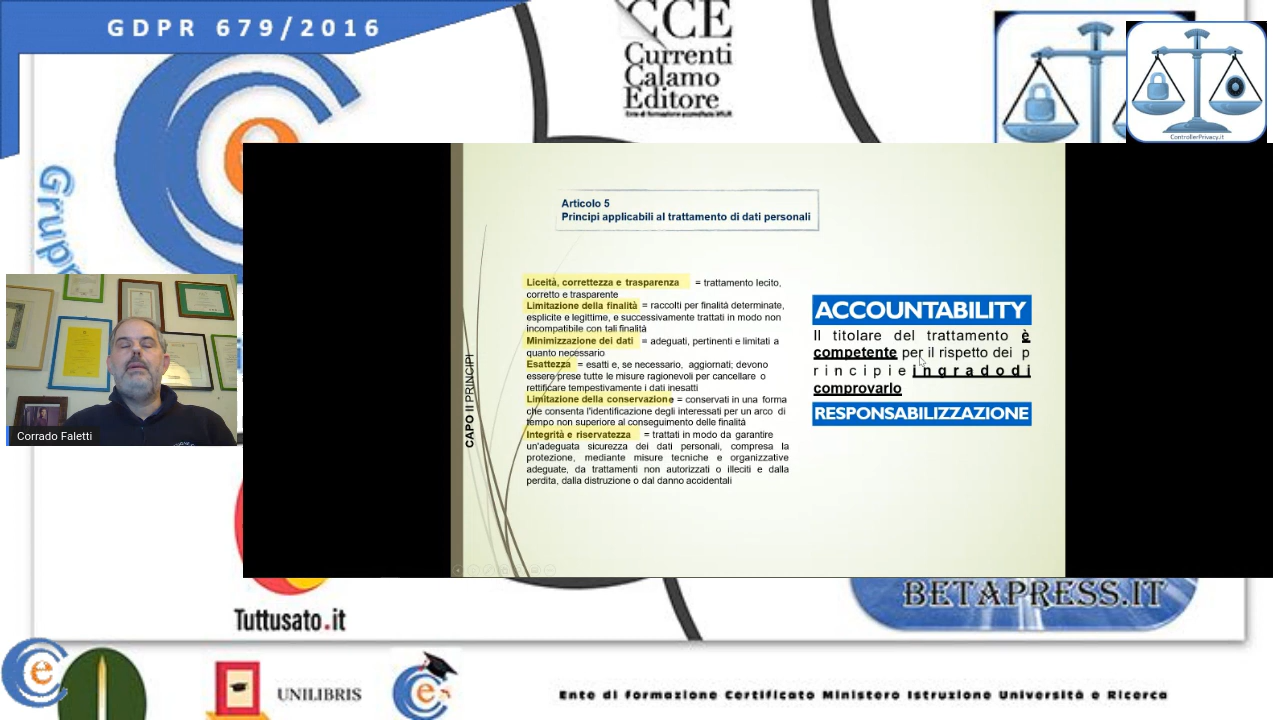 GDPR 679/2016
CCE
Currenti
Calamo
Editore
Ente di formazione accreditato MIUR
ControllerPrivacy.it
Grupp
Articolo 5
Principi applicabili al trattamento di dati personali
CAPO II PRINCIPI
Liceità, correttezza e trasparenza = trattamento lecito,
corretto e trasparente
Limitazione della finalità = raccolti per finalità determinate,
esplicite e legittime, e successivamente trattati in modo non
incompatibile con tali finalità
Minimizzazione dei dati = adeguati, pertinenti e limitati a
quanto necessario
Esattezza = esatti e, se necessario, aggiornati; devono
essere prese tutte le misure ragionevoli per cancellare o
rettificare tempestivamente i dati inesatti
Limitazione della conservazione = conservati in una forma
che consenta l'identificazione degli interessati per un arco di
tempo non superiore al conseguimento delle finalità
Integrità e riservatezza = trattati in modo da garantire
un'adeguata sicurezza dei dati personali, compresa la
protezione, mediante misure tecniche e organizzative
adeguate, da trattamenti non autorizzati o illeciti e dalla
perdita, dalla distruzione o dal danno accidentali
ACCOUNTABILITY
Il titolare del trattamento è
competente per il rispetto dei p
r i n c i p i e i n g r a d o d i
comprovarlo
RESPONSABILIZZAZIONE
Corrado Faletti
Tuttusato.it
BETAPRESS.IT
UNILIBRIS
Ente di formazione Certificato Ministero Istruzione Università e Ricerca